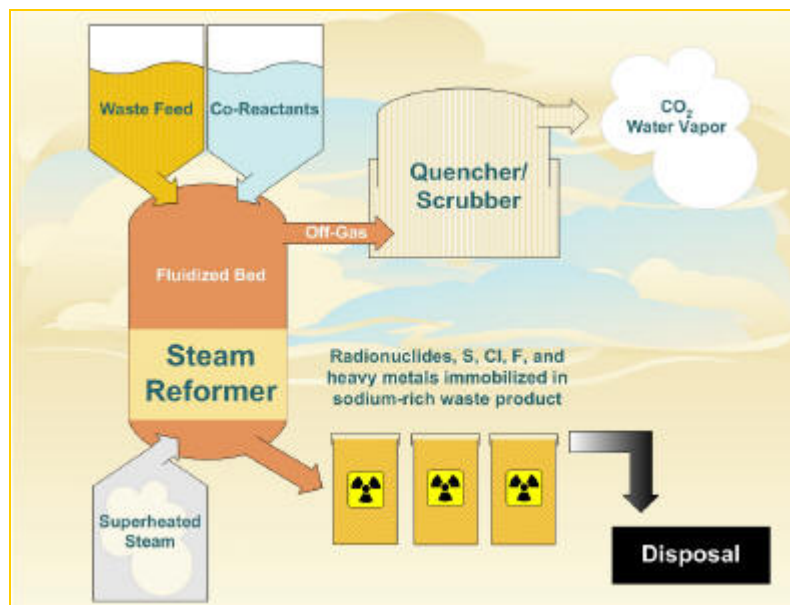 Waste Feed
Co-Reactants
CO₂
Water Vapor
Quencher/
Scrubber
Off-Gas
Fluidized Bed
Steam
Reformer
Radionuclides, S, Cl, F, and
heavy metals immobilized in
sodium-rich waste product
Superheated
Steam
Disposal